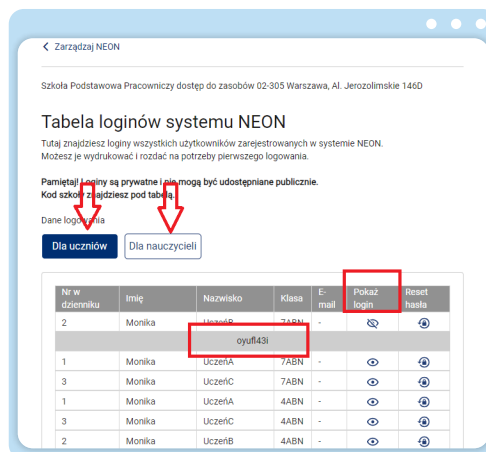 Zarządzaj NEON
Szkoła Podstawowa Pracowniczy dostęp do zasobów 02-305 Warszawa, Al. Jerozolimskie 146D
Tabela loginów systemu NEON
Tutaj znajdziesz loginy wszystkich użytkowników zarejestrowanych w systemie NEON.
Możesz je wydrukować i rozdać na potrzeby pierwszego logowania.
Pamiętaj! Loginy są prywatne i nie mogą być udostępniane publicznie.
Kod szkoły znajdziesz pod tabelą.
Dane logowania
Dla uczniów Dla nauczycieli
Nr w dzienniku Imię Nazwisko Klasa E-mail Pokaż login Reset hasła
2 Monika UczeńB 7ABN -
oyufl43i
1 Monika UczeńA 7ABN -
3 Monika UczeńC 7ABN -
1 Monika UczeńA 4ABN -
3 Monika UczeńC 4ABN -
2 Monika UczeńB 4ABN -